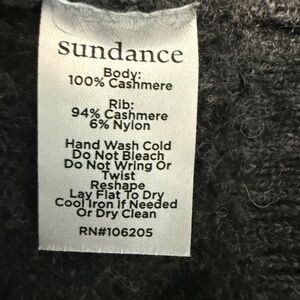 sundance
Body:
100% Cashmere
Rib:
94% Cashmere
6% Nylon
Hand Wash Cold
Do Not Bleach
Do Not Wring Or
Twist
Reshape
Lay Flat To Dry
Cool Iron if Needed
Or Dry Clean
RN#106205